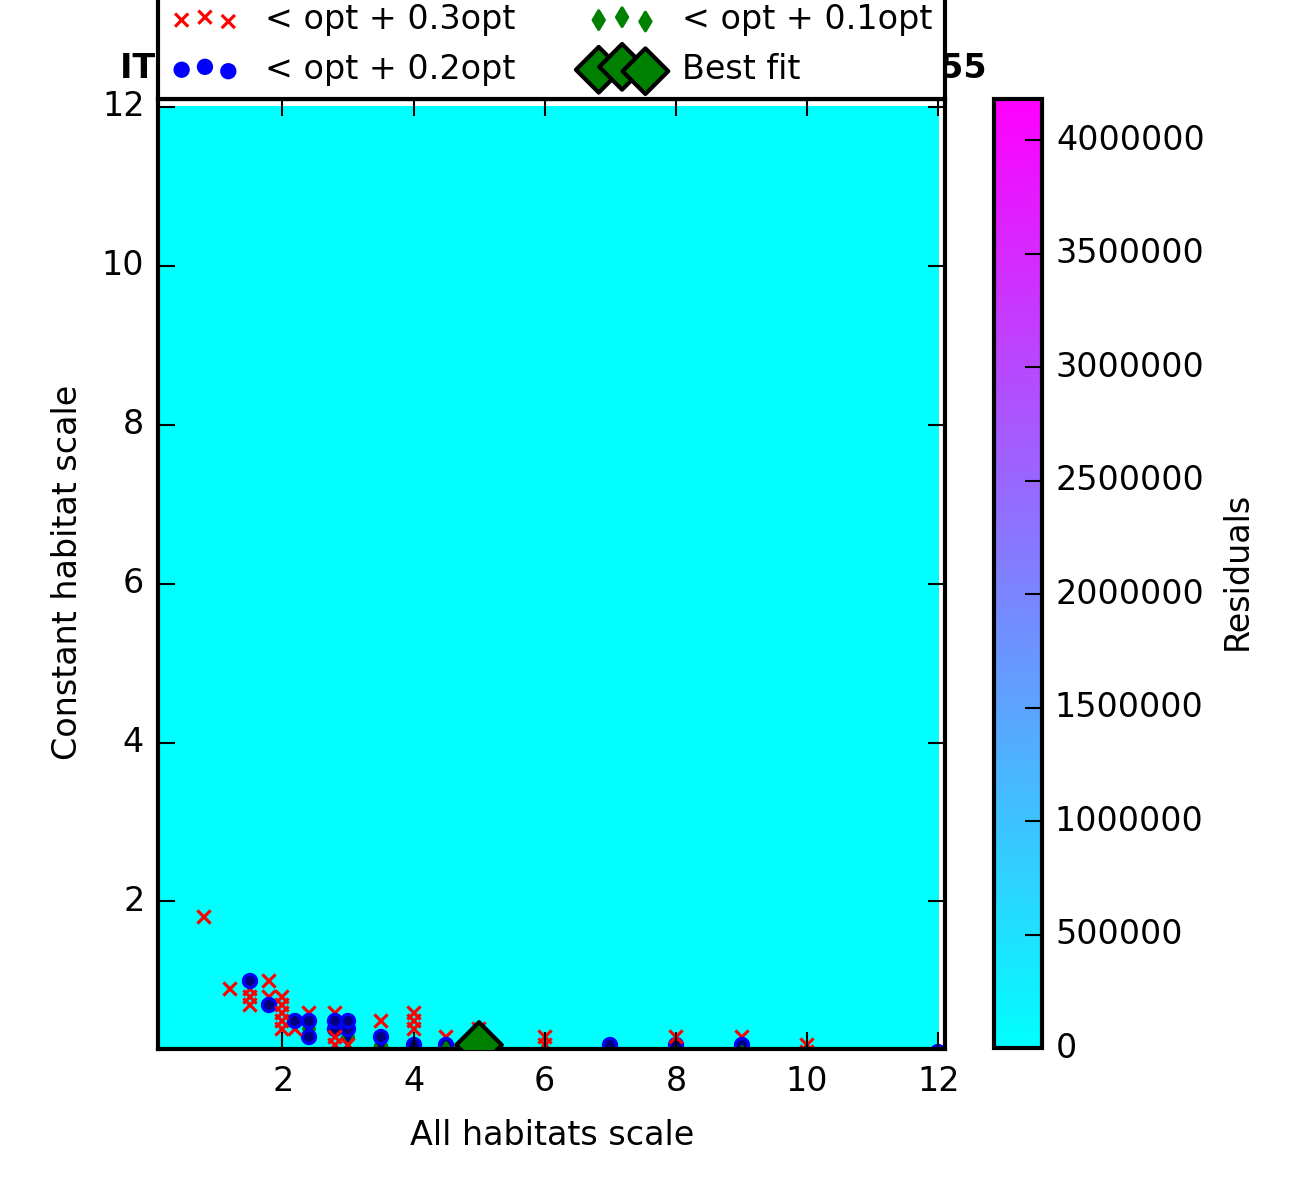 < opt + 0.3opt
< opt + 0.1opt
< opt + 0.2opt
Best fit
IT
55
12
10
8
6
4
2
Constant habitat scale
2 4 6 8 10 12
All habitats scale
4000000
3500000
3000000
2500000
2000000
1500000
1000000
500000
0
Residuals